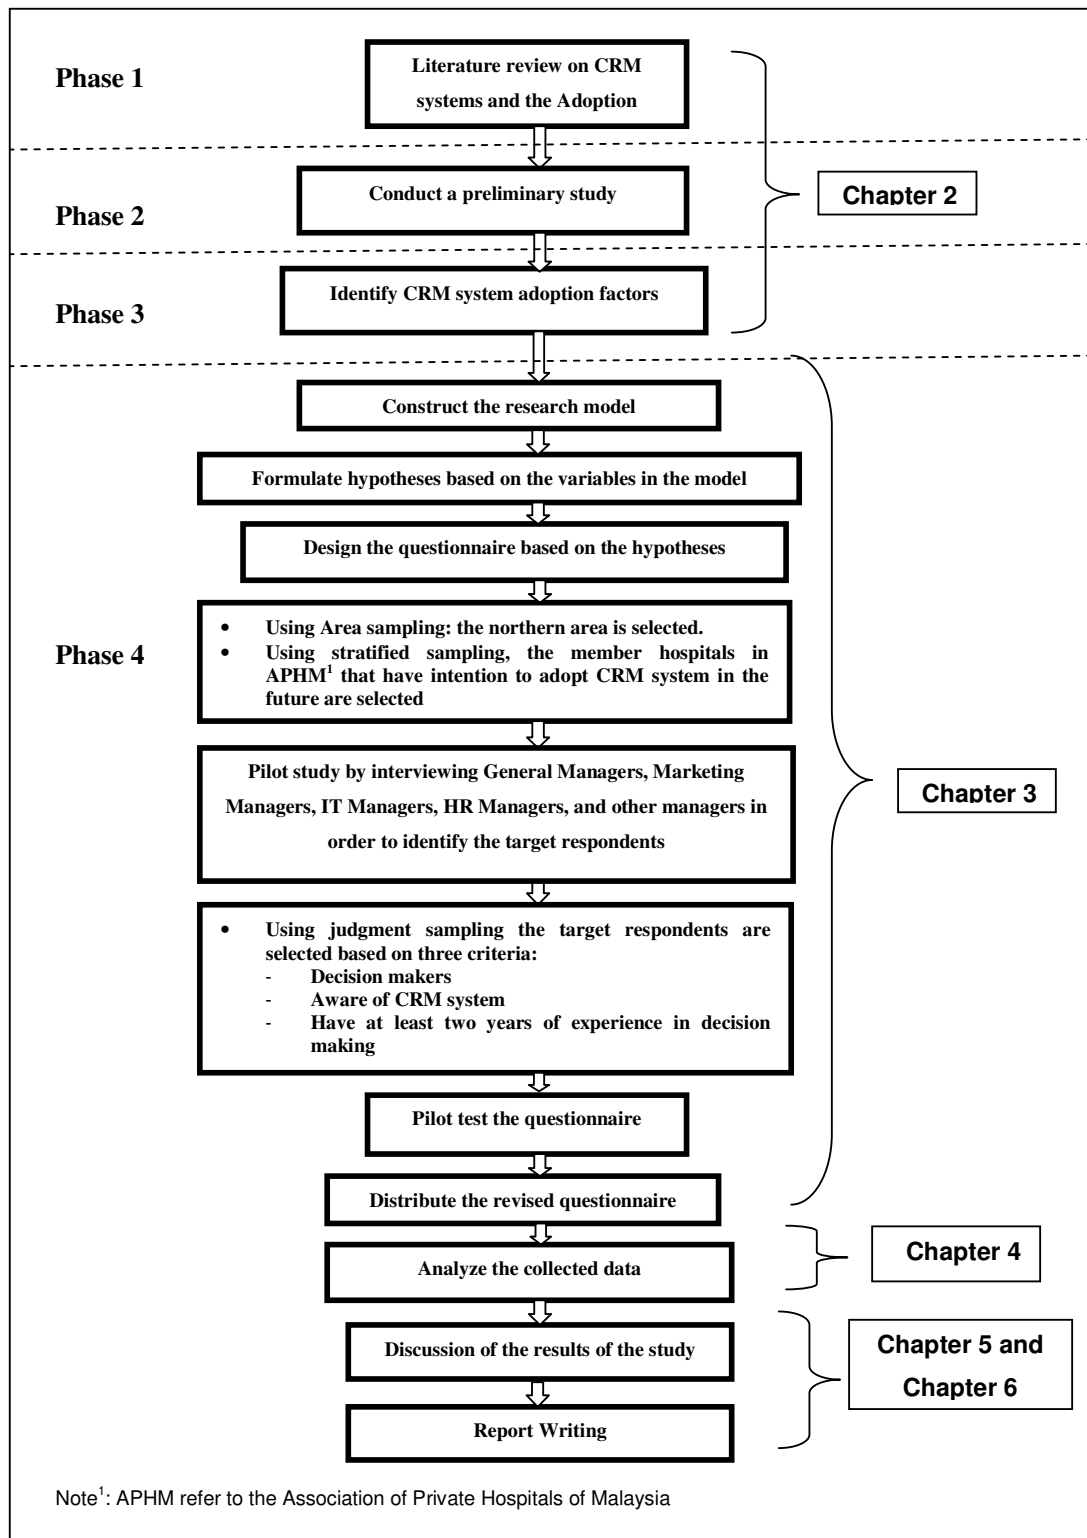 Phase 1
Literature review on CRM
systems and the Adoption
Phase 2
Conduct a preliminary study
Chapter 2
Phase 3
Identify CRM system adoption factors
Construct the research model
Formulate hypotheses based on the variables in the model
Design the questionnaire based on the hypotheses
Phase 4
• Using Area sampling: the northern area is selected.
• Using stratified sampling, the member hospitals in
APHM¹ that have intention to adopt CRM system in the
future are selected
Pilot study by interviewing General Managers, Marketing
Managers, IT Managers, HR Managers, and other managers in
order to identify the target respondents
Chapter 3
• Using judgment sampling the target respondents are
selected based on three criteria:
- Decision makers
- Aware of CRM system
- Have at least two years of experience in decision
making
Pilot test the questionnaire
Distribute the revised questionnaire
Analyze the collected data
Chapter 4
Discussion of the results of the study
Chapter 5 and
Chapter 6
Report Writing
Note¹: APHM refer to the Association of Private Hospitals of Malaysia